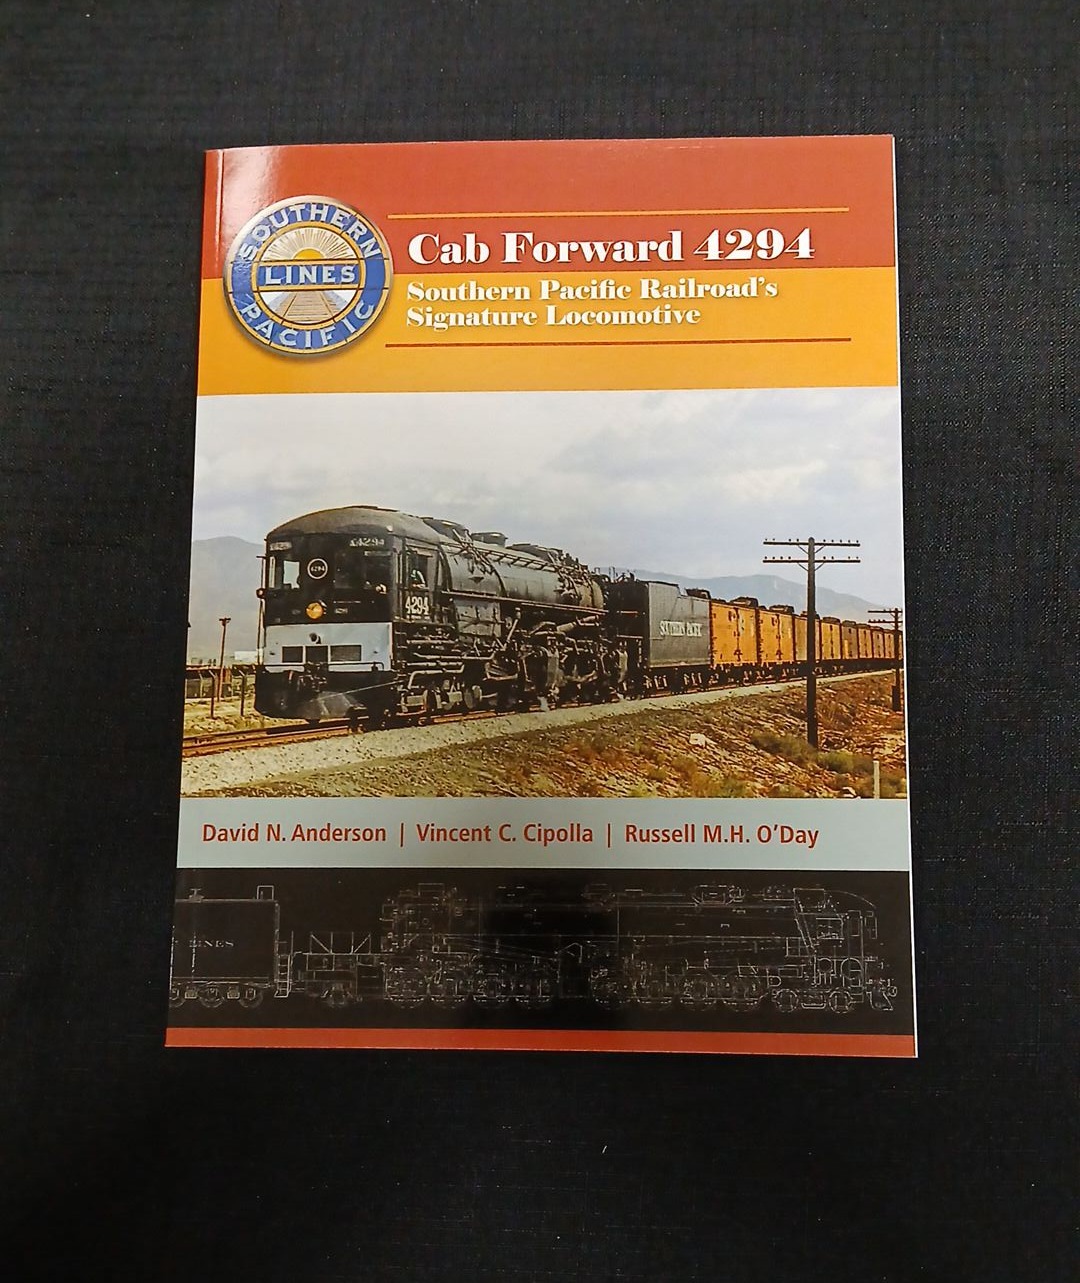 SOUTHERN
LINES
PACIFIC
Cab Forward 4294
Southern Pacific Railroad's
Signature Locomotive
4294
4294
4294
SOUTHERN PACIFIC
David N. Anderson | Vincent C. Cipolla | Russell M.H. O'Day
LINES